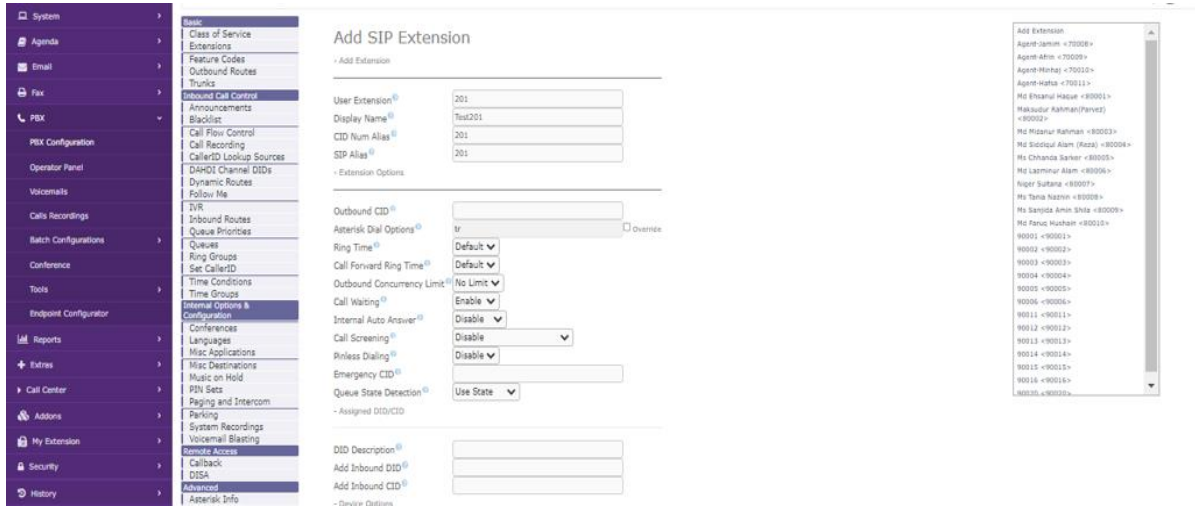 System
Agenda
Email
Fax
PBX
PBX Configuration
Operator Panel
Voicemails
Calls Recordings
Batch Configurations
Conference
Tools
Endpoint Configurator
Reports
Extras
Call Center
Addons
My Extension
Security
History
Basic
Class of Service
Extensions
Feature Codes
Outbound Routes
Trunks
Inbound Call Control
Announcements
Blacklist
Call Flow Control
Call Recording
CallerID Lookup Sources
DAHDI Channel DIDs
Dynamic Routes
Follow Me
IVR
Inbound Routes
Queue Priorities
Queues
Ring Groups
Set CallerID
Time Conditions
Time Groups
Internal Options &
Configuration
Conferences
Languages
Misc Applications
Misc Destinations
Music on Hold
PIN Sets
Paging and Intercom
Parking
System Recordings
Voicemail Blasting
Remote Access
Callback
DISA
Advanced
Asterisk Info
Add SIP Extension
- Add Extension
User Extension 201
Display Name Test201
CID Num Alias 201
SIP Alias 201
- Extension Options
Outbound CID
Asterisk Dial Options tr Override
Ring Time Default
Call Forward Ring Time Default
Outbound Concurrency Limit No Limit
Call Waiting Enable
Internal Auto Answer Disable
Call Screening Disable
Pinless Dialing Disable
Emergency CID
Queue State Detection Use State
- Assigned DID/CID
DID Description
Add Inbound DID
Add Inbound CID
- Device Options
Add Extension
Agent-Jamim <70008>
Agent-Afrin <70009>
Agent-Minhaj <70010>
Agent-Hafsa <70011>
Md Ehsanul Haque <80001>
Maksudur Rahman(Parvez)
<80002>
Md Mizanur Rahman <80003>
Md Siddiqul Alam (Reza) <80004>
Ms Chhanda Sarker <80005>
Md Lasminur Alam <80006>
Niger Sultana <80007>
Ms Tania Naznin <80008>
Ms Sanjida Amin Shila <80009>
Md Faruq Hushain <80010>
90001 <90001>
90002 <90002>
90003 <90003>
90004 <90004>
90005 <90005>
90006 <90006>
90011 <90011>
90012 <90012>
90013 <90013>
90014 <90014>
90015 <90015>
90016 <90016>
90020 <90020>